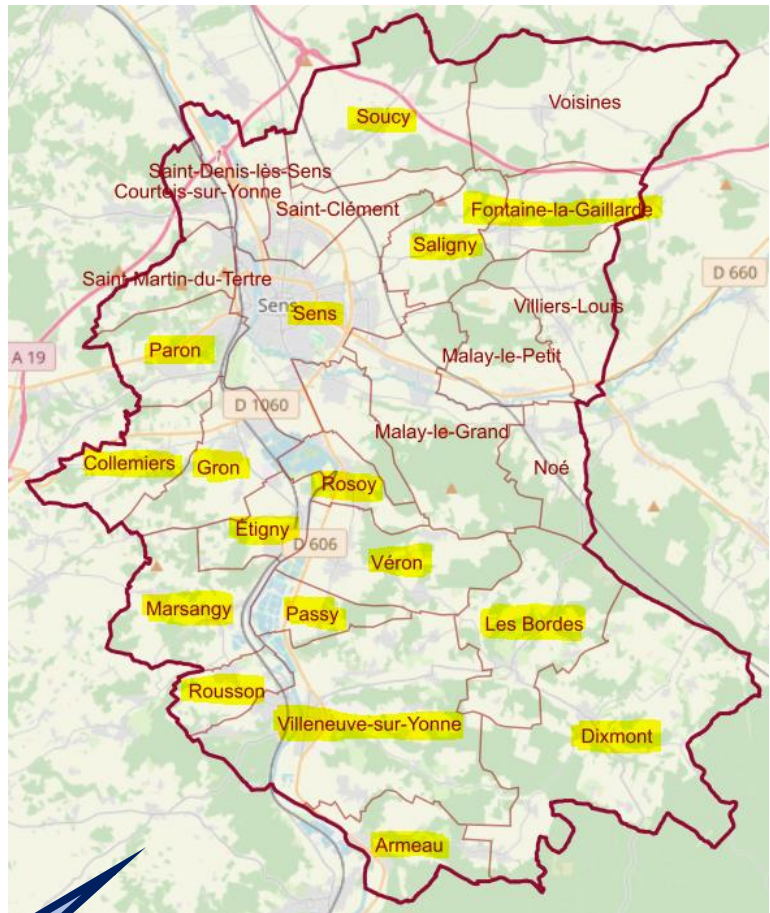 Voisines
Soucy
Saint-Denis-lès-Sens
Courtois-sur-Yonne
Saint-Clément
Fontaine-la-Gaillarde
Saligny
D 660
Saint-Martin-du-Tertre
Sens
Sens
Villiers-Louis
Paron
Malay-le-Petit
A 19
D 1060
Malay-le-Grand
Collemiers
Gron
Noé
Rosoy
Étigny
D 606
Véron
Marsangy
Passy
Les Bordes
Rousson
Villeneuve-sur-Yonne
Dixmont
Armeau